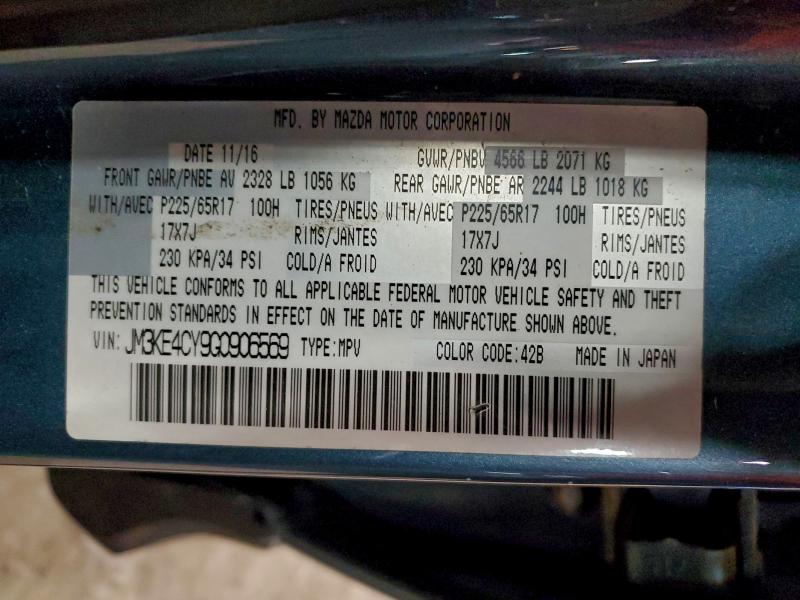 MFD. BY MAZDA MOTOR CORPORATION
DATE 11/16 GVWR/PNBV 4566 LB 2071 KG
FRONT GAWR/PNBE AV 2328 LB 1056 KG REAR GAWR/PNBE AR 2244 LB 1018 KG
WITH/AVEC P225/65R17 100H TIRES/PNEUS WITH/AVEC P225/65R17 100H TIRES/PNEUS
17X7J RIMS/JANTES 17X7J RIMS/JANTES
230 KPA/34 PSI COLD/A FROID 230 KPA/34 PSI COLD/A FROID
THIS VEHICLE CONFORMS TO ALL APPLICABLE FEDERAL MOTOR VEHICLE SAFETY AND THEFT
PREVENTION STANDARDS IN EFFECT ON THE DATE OF MANUFACTURE SHOWN ABOVE.
VIN: JM3KE4CY9G0906569 TYPE:MPV COLOR CODE:42B MADE IN JAPAN